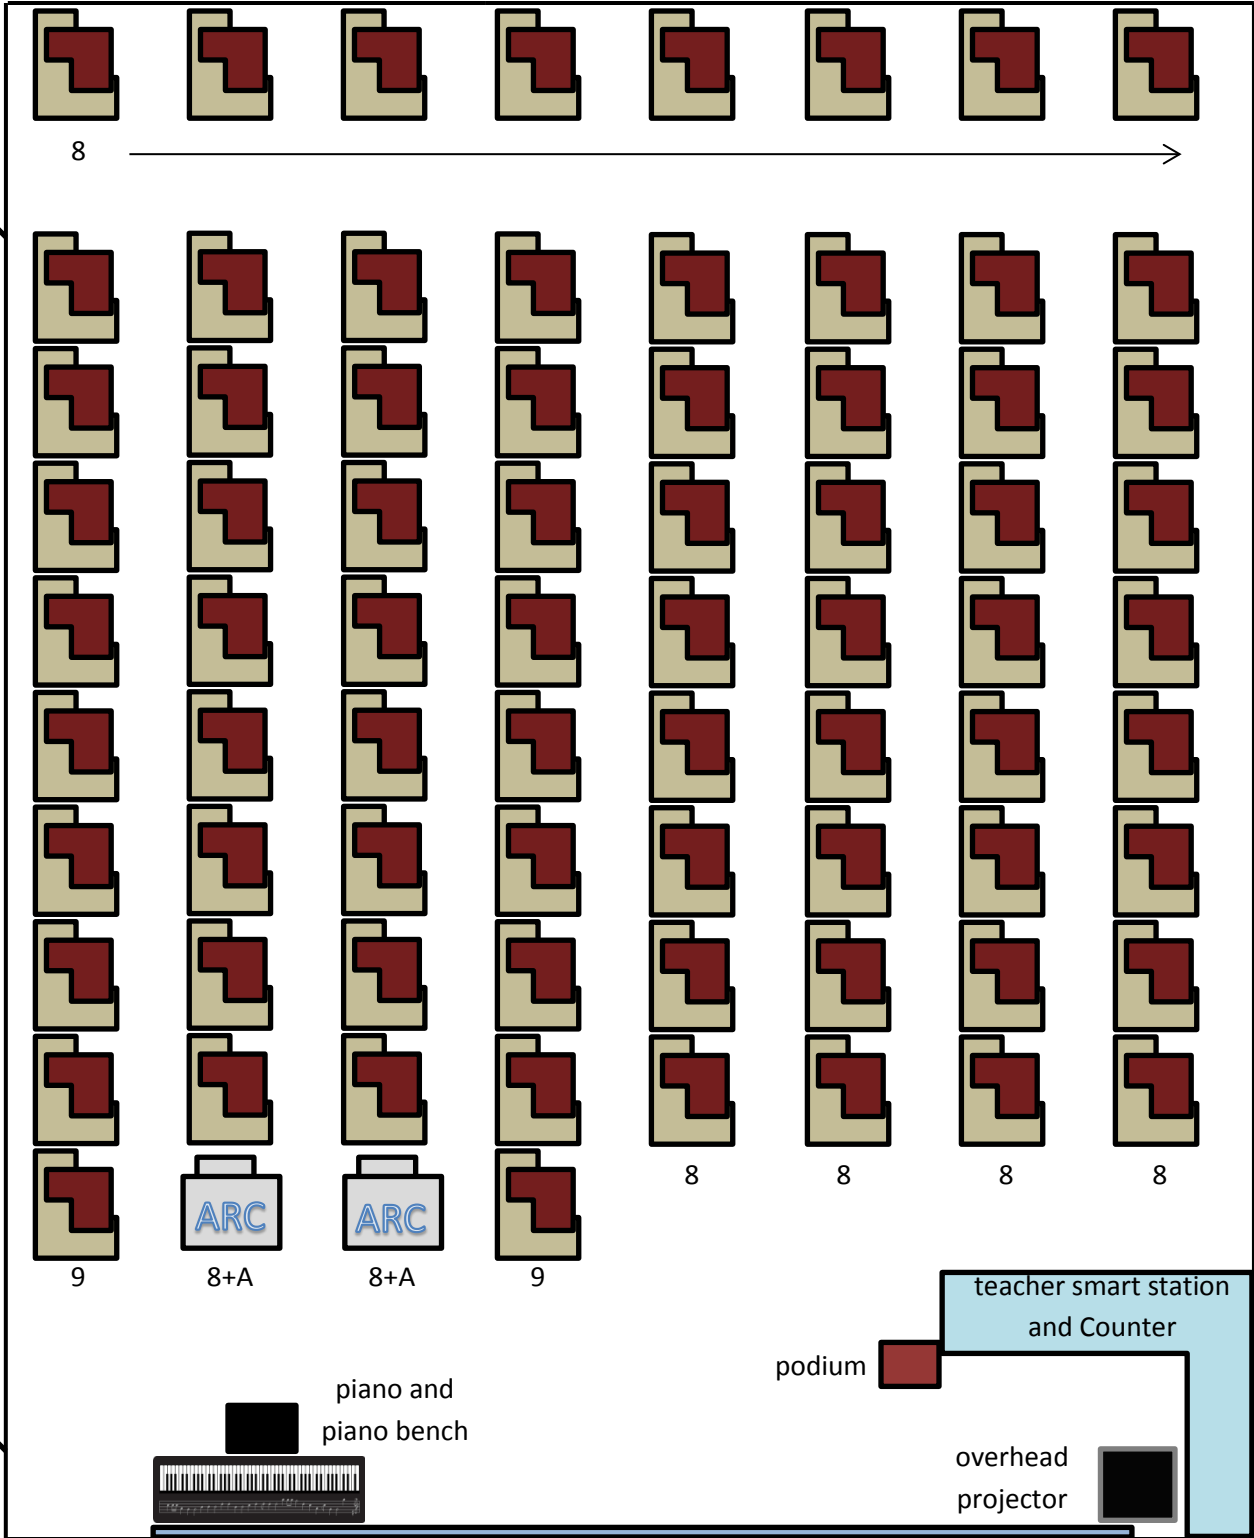 8
8 8 8 8
ARC ARC
9 8+A 8+A 9
teacher smart station
and Counter
podium
piano and
piano bench
overhead
projector